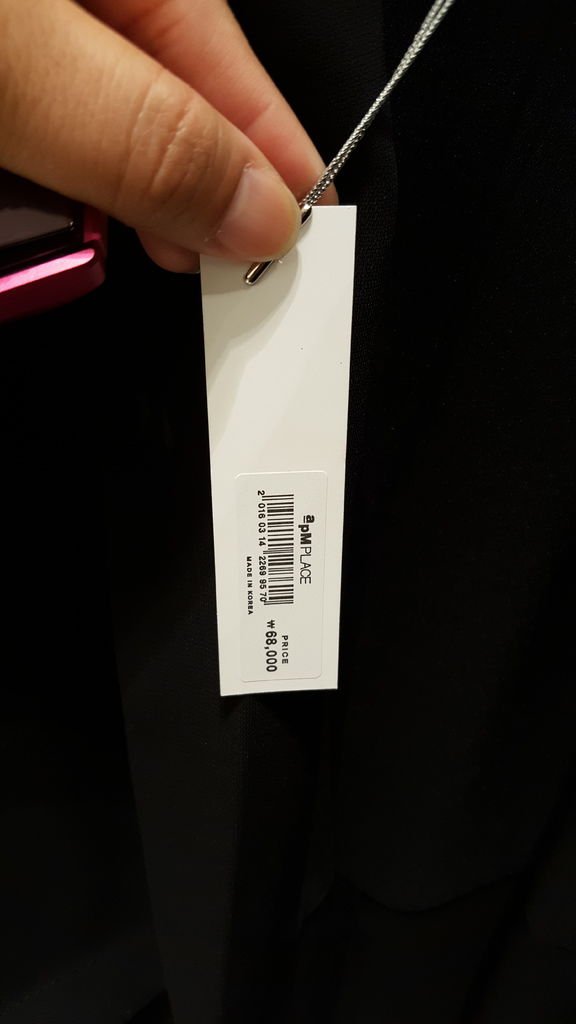 apM PLACE
2 016 03 14 2269 95 70
MADE IN KOREA
PRICE
₩68,000